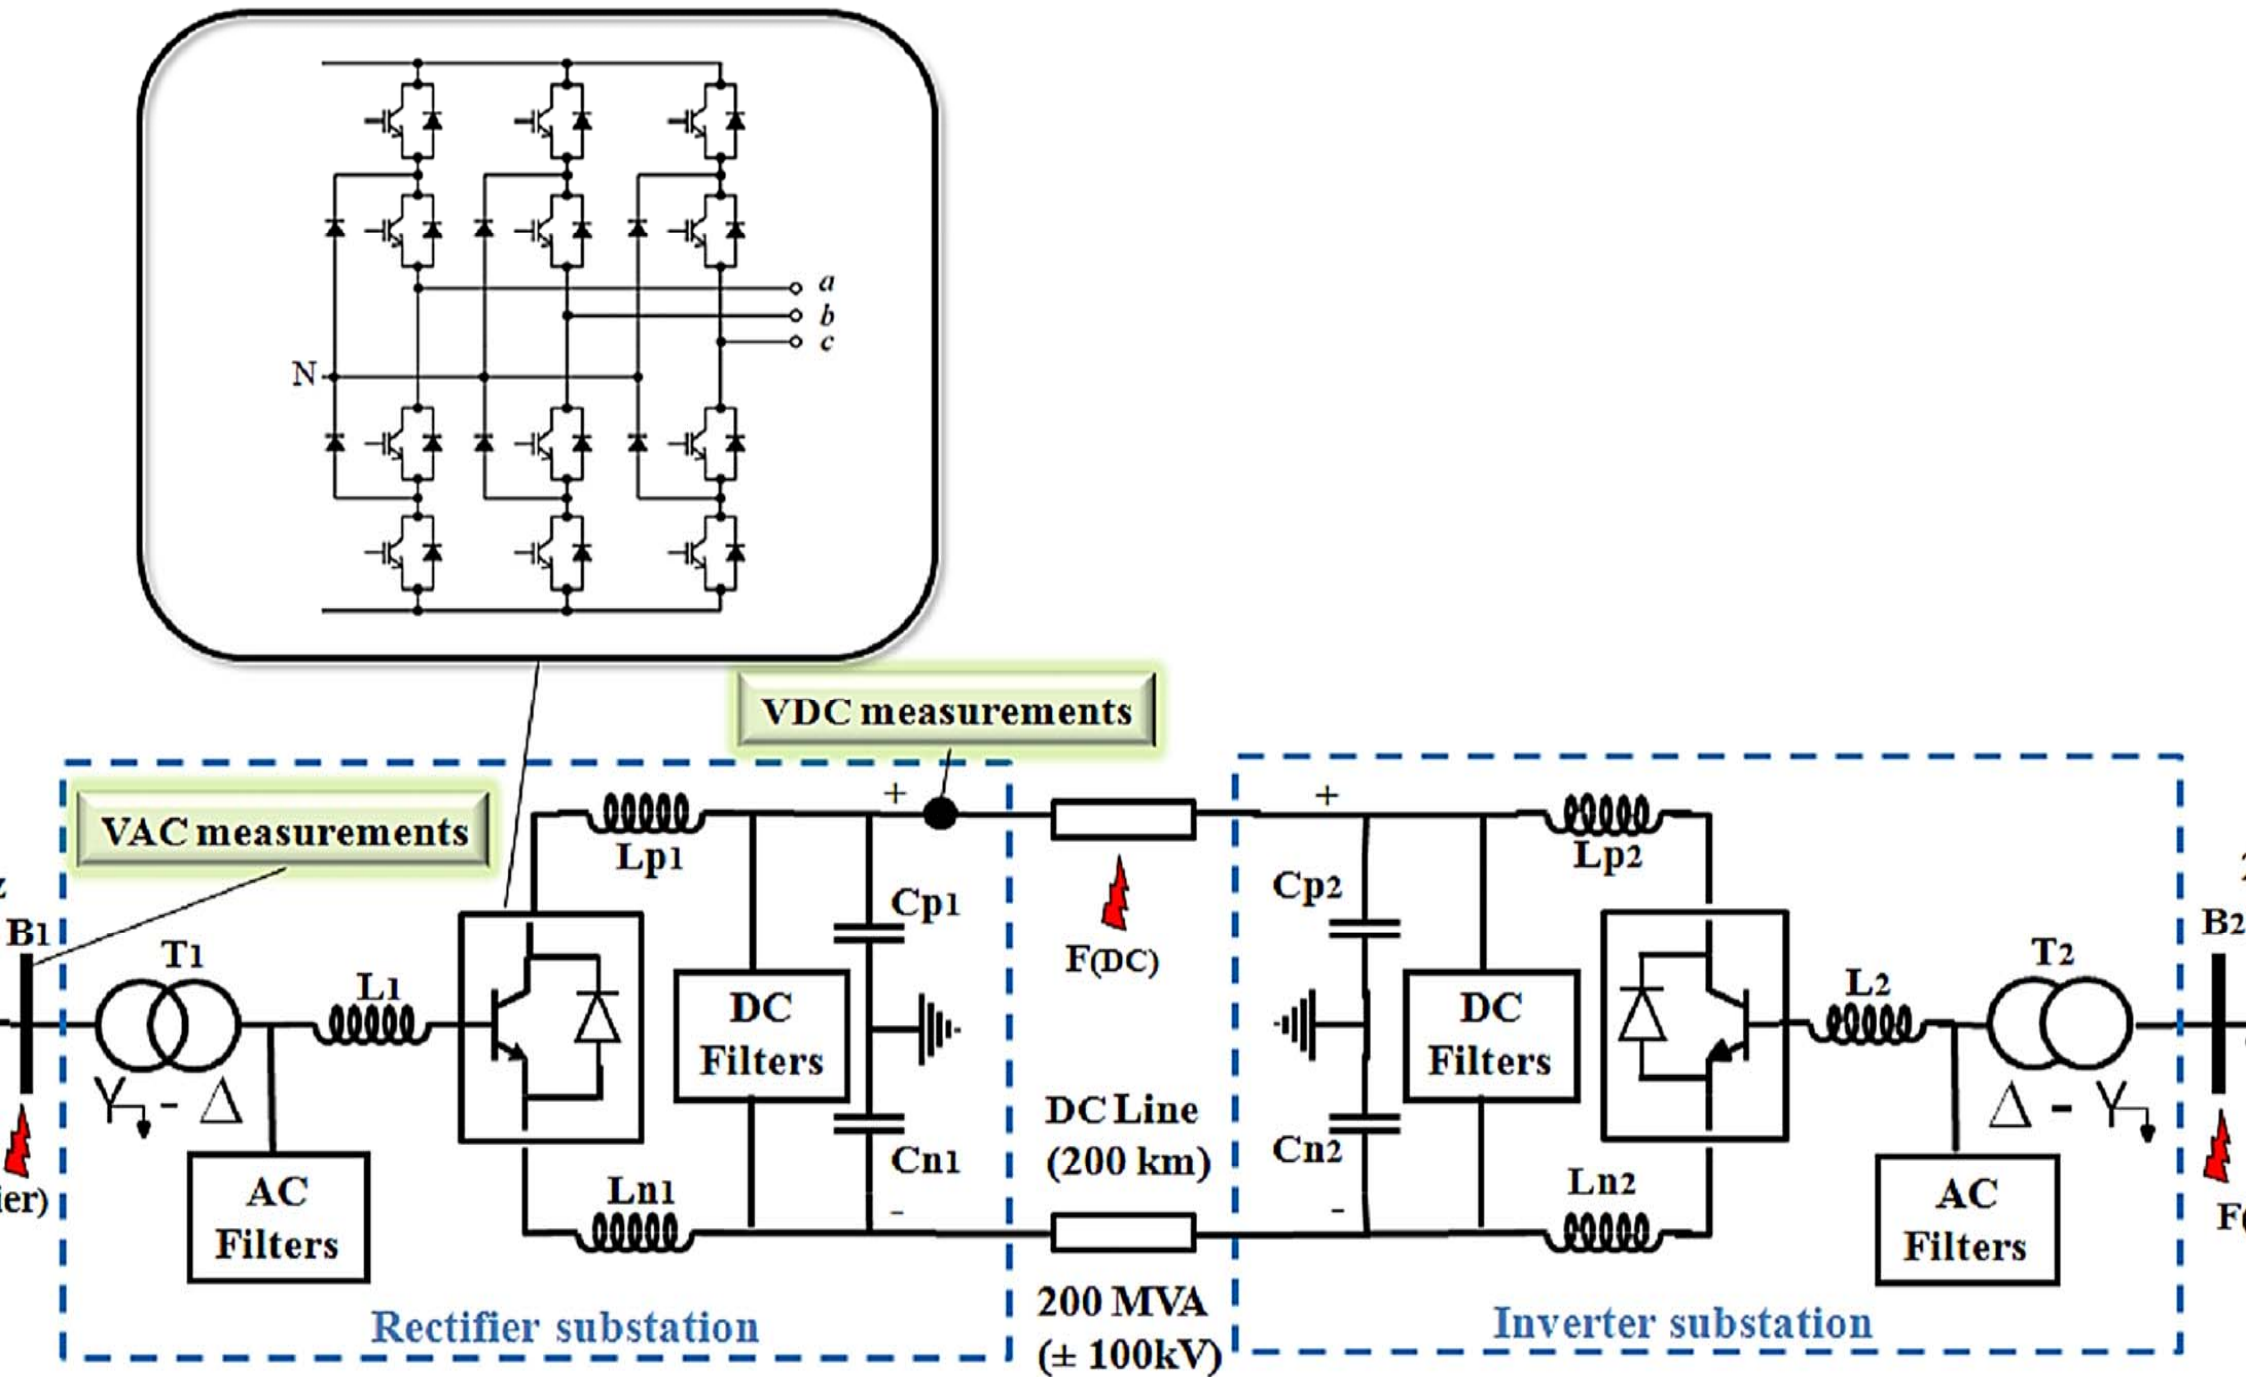 a
b
c
N
VDC measurements
VAC measurements
+
+
Lp1
Lp2
Cp1
Cp2
B1
T1
L1
F(DC)
B2
T2
L2
DC
Filters
DC
Filters
Y - Δ
Δ - Y
DC Line
(200 km)
Cn1
Cn2
Ln1
Ln2
ier)
AC
Filters
AC
Filters
-
-
F(
200 MVA
(± 100kV)
Rectifier substation
Inverter substation